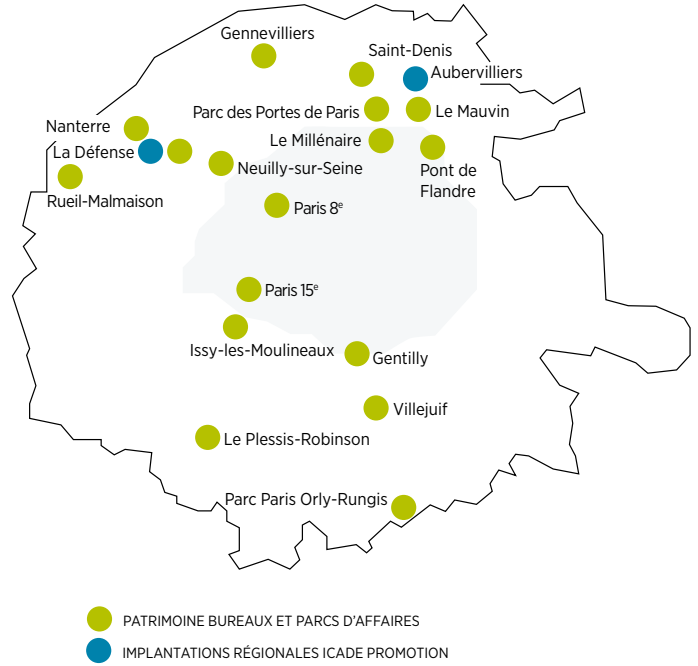 Gennevilliers
Saint-Denis
Aubervilliers
Parc des Portes de Paris
Le Mauvin
Nanterre
Le Millénaire
La Défense
Neuilly-sur-Seine
Pont de
Flandre
Rueil-Malmaison
Paris 8e
Paris 15e
Issy-les-Moulineaux
Gentilly
Villejuif
Le Plessis-Robinson
Parc Paris Orly-Rungis
PATRIMOINE BUREAUX ET PARCS D'AFFAIRES
IMPLANTATIONS RÉGIONALES ICADE PROMOTION